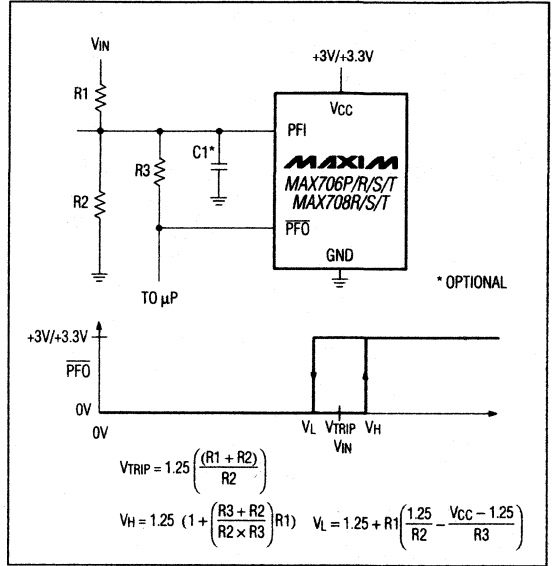 VIN
+3V/+3.3V
R1
VCC
PFI
C1*
R3
MAXIM
R2
MAX706P/R/S/T
MAX708R/S/T
PFO
GND
* OPTIONAL
TO µP
+3V/+3.3V
PFO
0V
0V
VL VTRIP VH
VIN
VTRIP = 1.25 ((R1 + R2) / R2)
VH = 1.25 (1 + (R3 + R2 / R2 × R3) R1) VL = 1.25 + R1 (1.25 / R2 − VCC − 1.25 / R3)